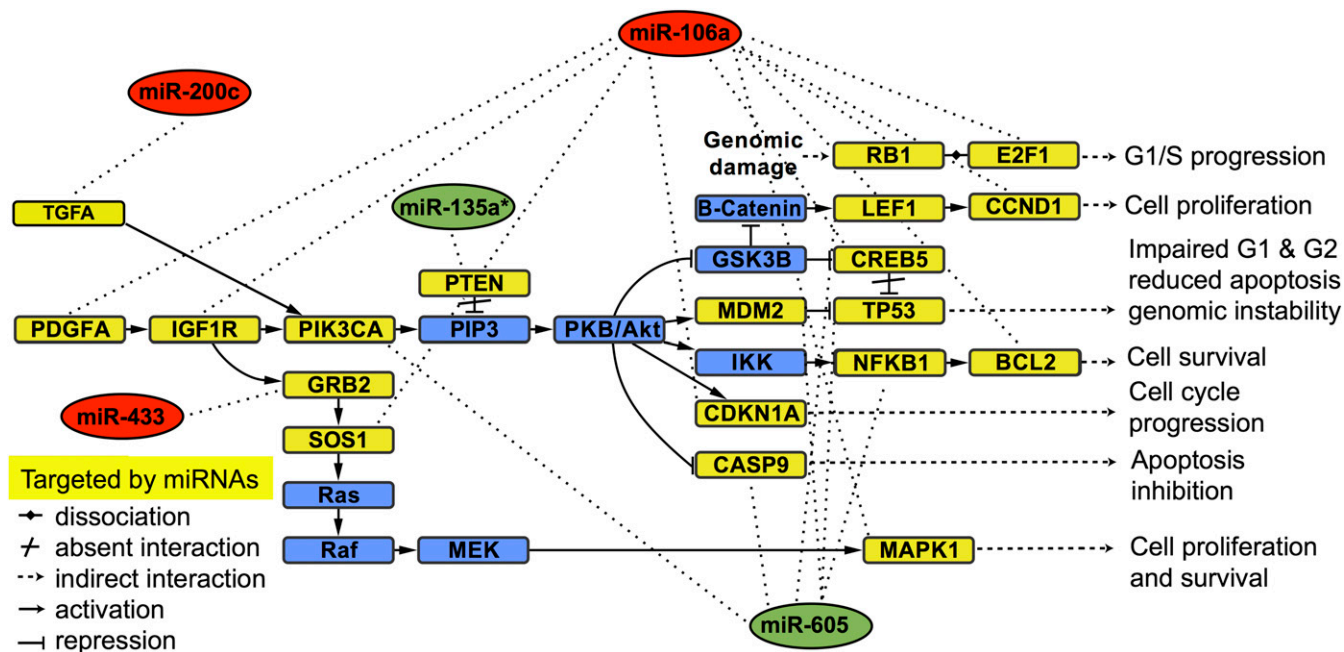 miR-106a
miR-200c
Genomic
damage
RB1
E2F1
G1/S progression
TGFA
miR-135a*
B-Catenin
LEF1
CCND1
Cell proliferation
PTEN
GSK3B
CREB5
Impaired G1 & G2
reduced apoptosis
genomic instability
PDGFA
IGF1R
PIK3CA
PIP3
PKB/Akt
MDM2
TP53
IKK
NFKB1
BCL2
Cell survival
GRB2
miR-433
CDKN1A
Cell cycle
progression
SOS1
CASP9
Apoptosis
inhibition
Targeted by miRNAs
Ras
dissociation
absent interaction
Raf
MEK
MAPK1
Cell proliferation
and survival
indirect interaction
activation
repression
miR-605